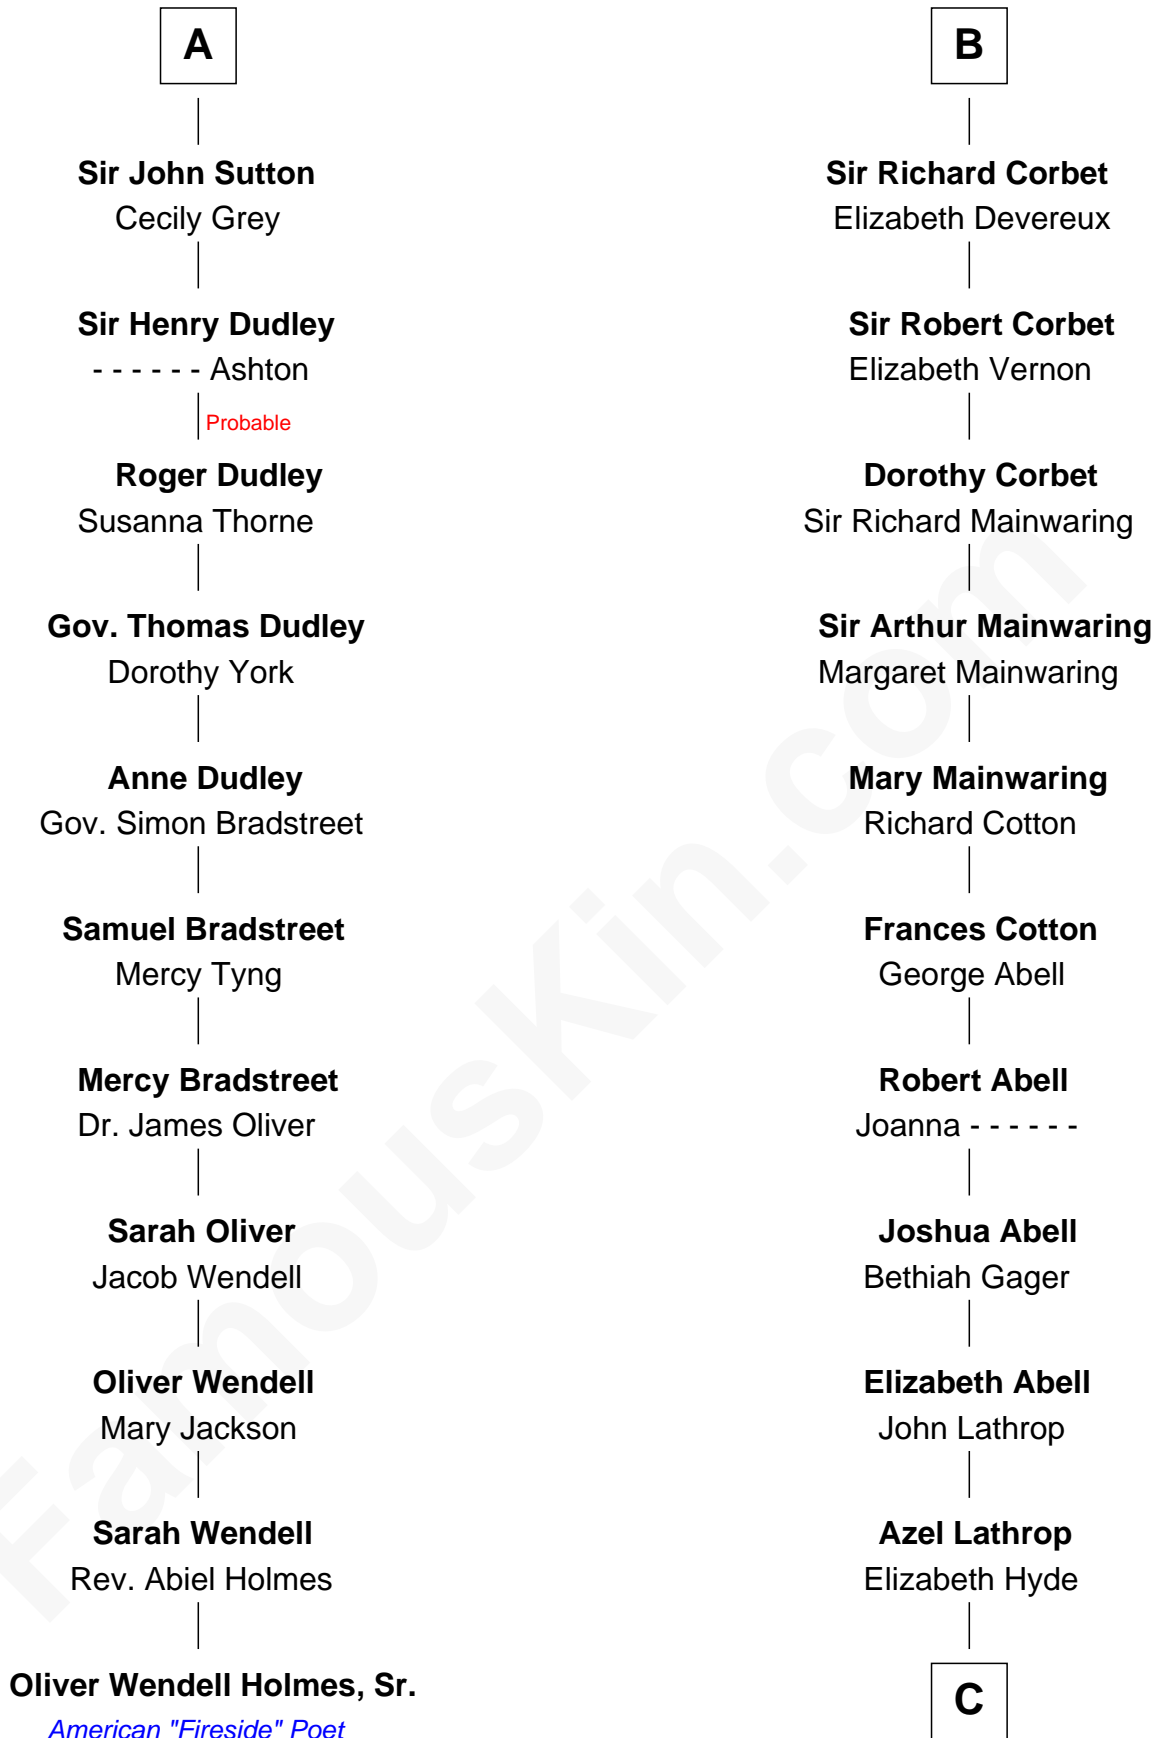 A
Sir John Sutton
Cecily Grey
Sir Henry Dudley
- - - - - - Ashton
Probable
Roger Dudley
Susanna Thorne
Gov. Thomas Dudley
Dorothy York
Anne Dudley
Gov. Simon Bradstreet
Samuel Bradstreet
Mercy Tyng
Mercy Bradstreet
Dr. James Oliver
Sarah Oliver
Jacob Wendell
Oliver Wendell
Mary Jackson
Sarah Wendell
Rev. Abiel Holmes
Oliver Wendell Holmes, Sr.
American "Fireside" Poet
B
Sir Richard Corbet
Elizabeth Devereux
Sir Robert Corbet
Elizabeth Vernon
Dorothy Corbet
Sir Richard Mainwaring
Sir Arthur Mainwaring
Margaret Mainwaring
Mary Mainwaring
Richard Cotton
Frances Cotton
George Abell
Robert Abell
Joanna - - - - - -
Joshua Abell
Bethiah Gager
Elizabeth Abell
John Lathrop
Azel Lathrop
Elizabeth Hyde
C
FamousKin.com